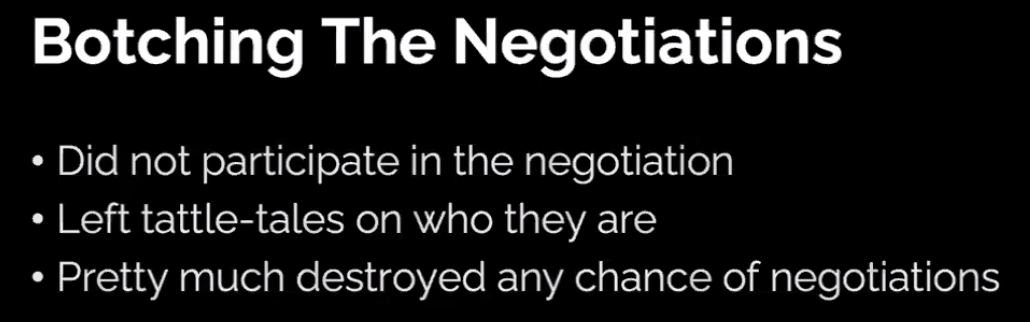 Botching The Negotiations
• Did not participate in the negotiation
• Left tattle-tales on who they are
• Pretty much destroyed any chance of negotiations